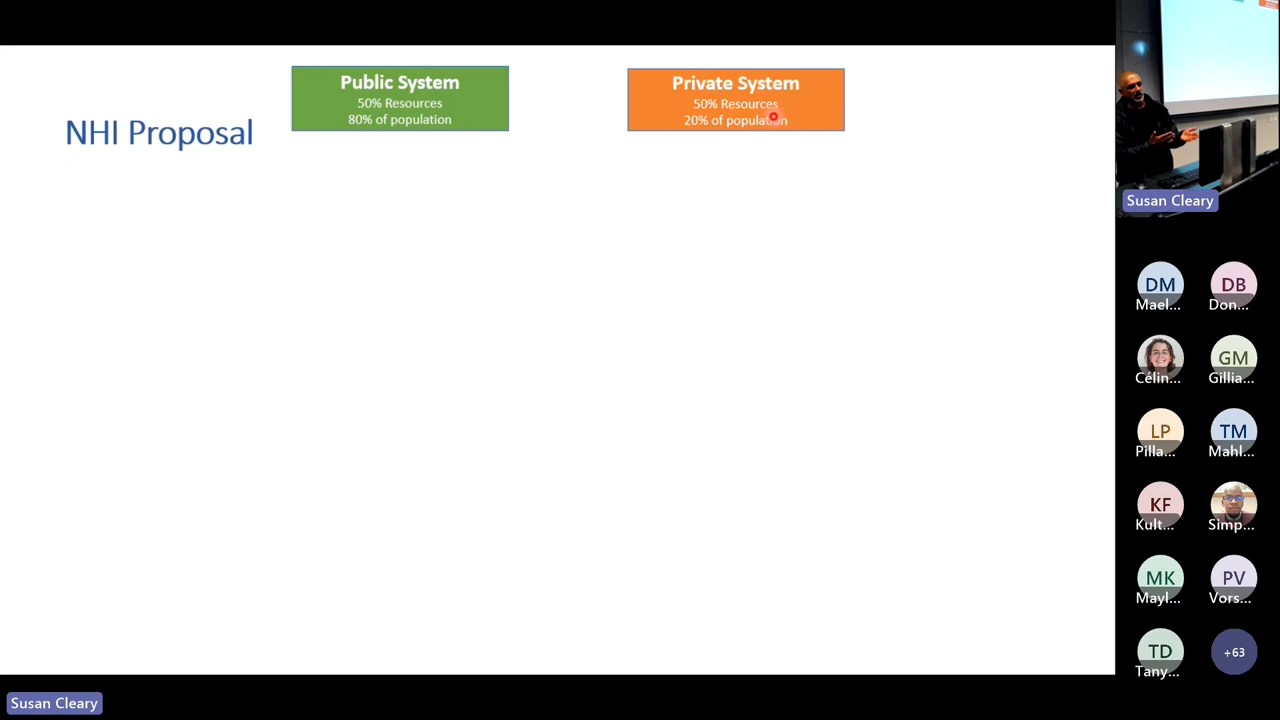 Public System
50% Resources
80% of population
Private System
50% Resources
20% of population
NHI Proposal
Susan Cleary
DM
Mael...
DB
Don...
Célin...
GM
Gillia...
LP
Pilla...
TM
Mahl...
KF
Kult...
Simp...
MK
Mayl...
PV
Vors...
TD
Tany...
+63
Susan Cleary